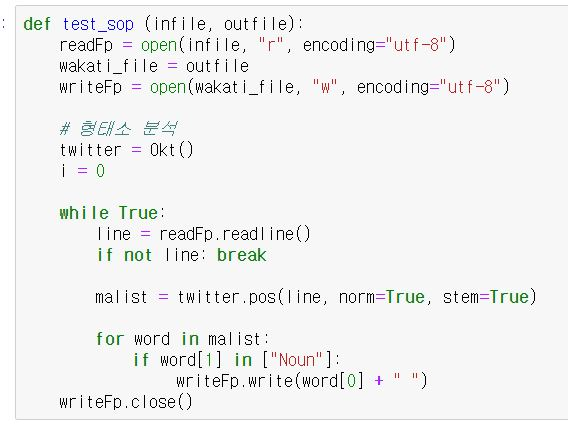 : def test_sop (infile, outfile):
    readFp = open(infile, "r", encoding="utf-8")
    wakati_file = outfile
    writeFp = open(wakati_file, "w", encoding="utf-8")

    # 형태소 분석
    twitter = Okt()
    i = 0

    while True:
        line = readFp.readline()
        if not line: break

        malist = twitter.pos(line, norm=True, stem=True)

        for word in malist:
            if word[1] in ["Noun"]:
                writeFp.write(word[0] + " ")
    writeFp.close()